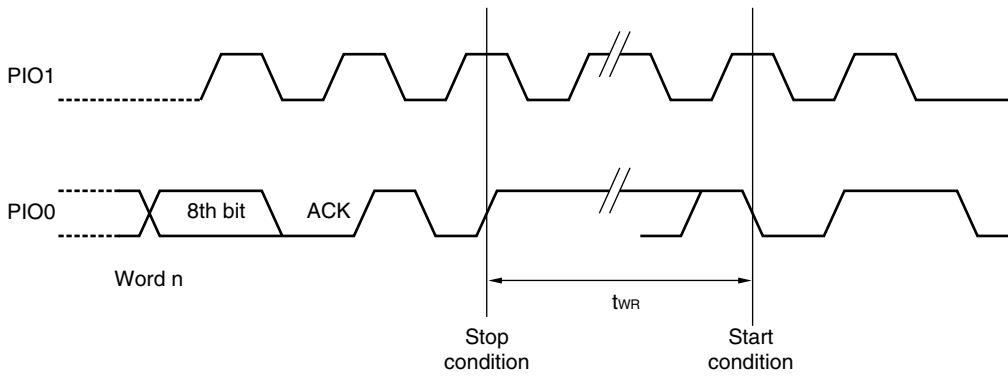 PIO1
PIO0
8th bit
ACK
Word n
tWR
Stop
condition
Start
condition